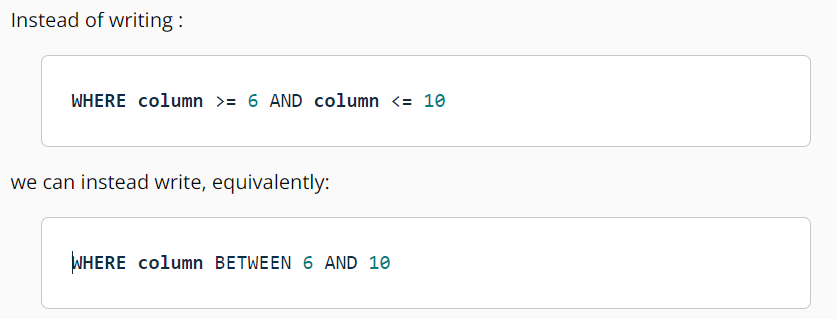 Instead of writing :
WHERE column >= 6 AND column <= 10
we can instead write, equivalently:
WHERE column BETWEEN 6 AND 10